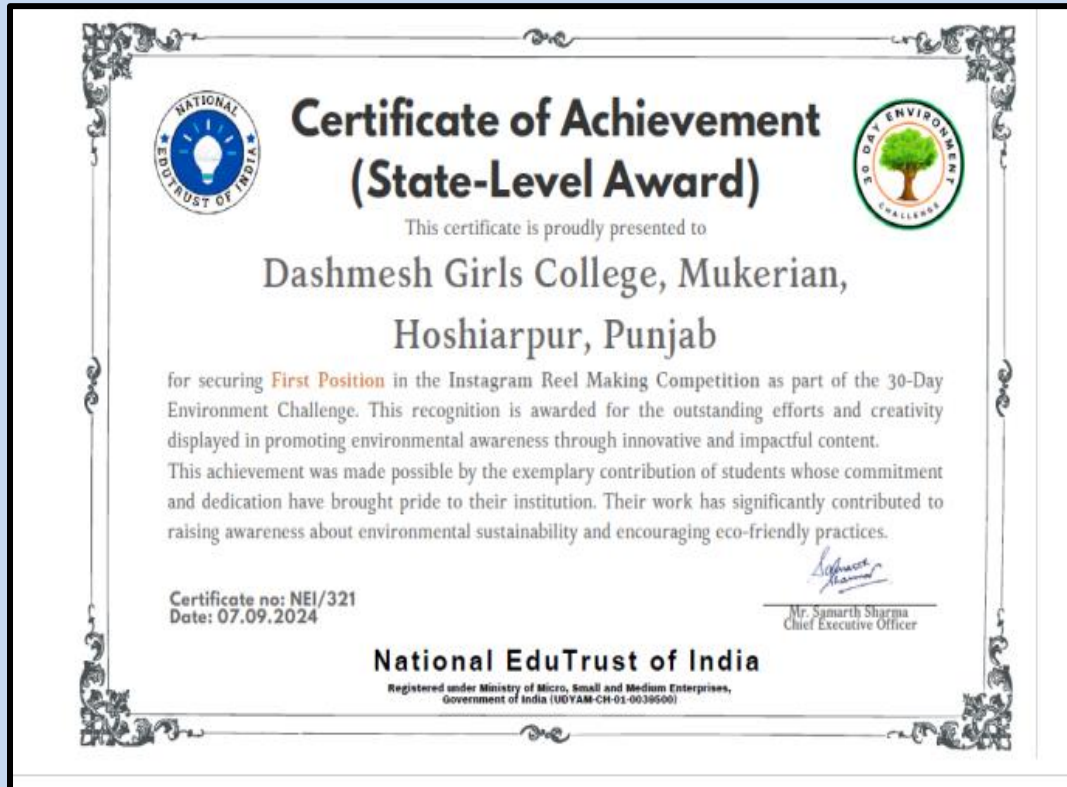 NATIONAL
EDUTRUST OF INDIA
Certificate of Achievement
(State-Level Award)
30 DAY ENVIRONMENT
CHALLENGE
This certificate is proudly presented to
Dashmesh Girls College, Mukerian,
Hoshiarpur, Punjab
for securing First Position in the Instagram Reel Making Competition as part of the 30-Day
Environment Challenge. This recognition is awarded for the outstanding efforts and creativity
displayed in promoting environmental awareness through innovative and impactful content.
This achievement was made possible by the exemplary contribution of students whose commitment
and dedication have brought pride to their institution. Their work has significantly contributed to
raising awareness about environmental sustainability and encouraging eco-friendly practices.
Samarth
Sharma
Certificate no: NEI/321
Date: 07.09.2024
Mr. Samarth Sharma
Chief Executive Officer
National EduTrust of India
Registered under Ministry of Micro, Small and Medium Enterprises,
Government of India (UDYAM-CH-01-0039500)